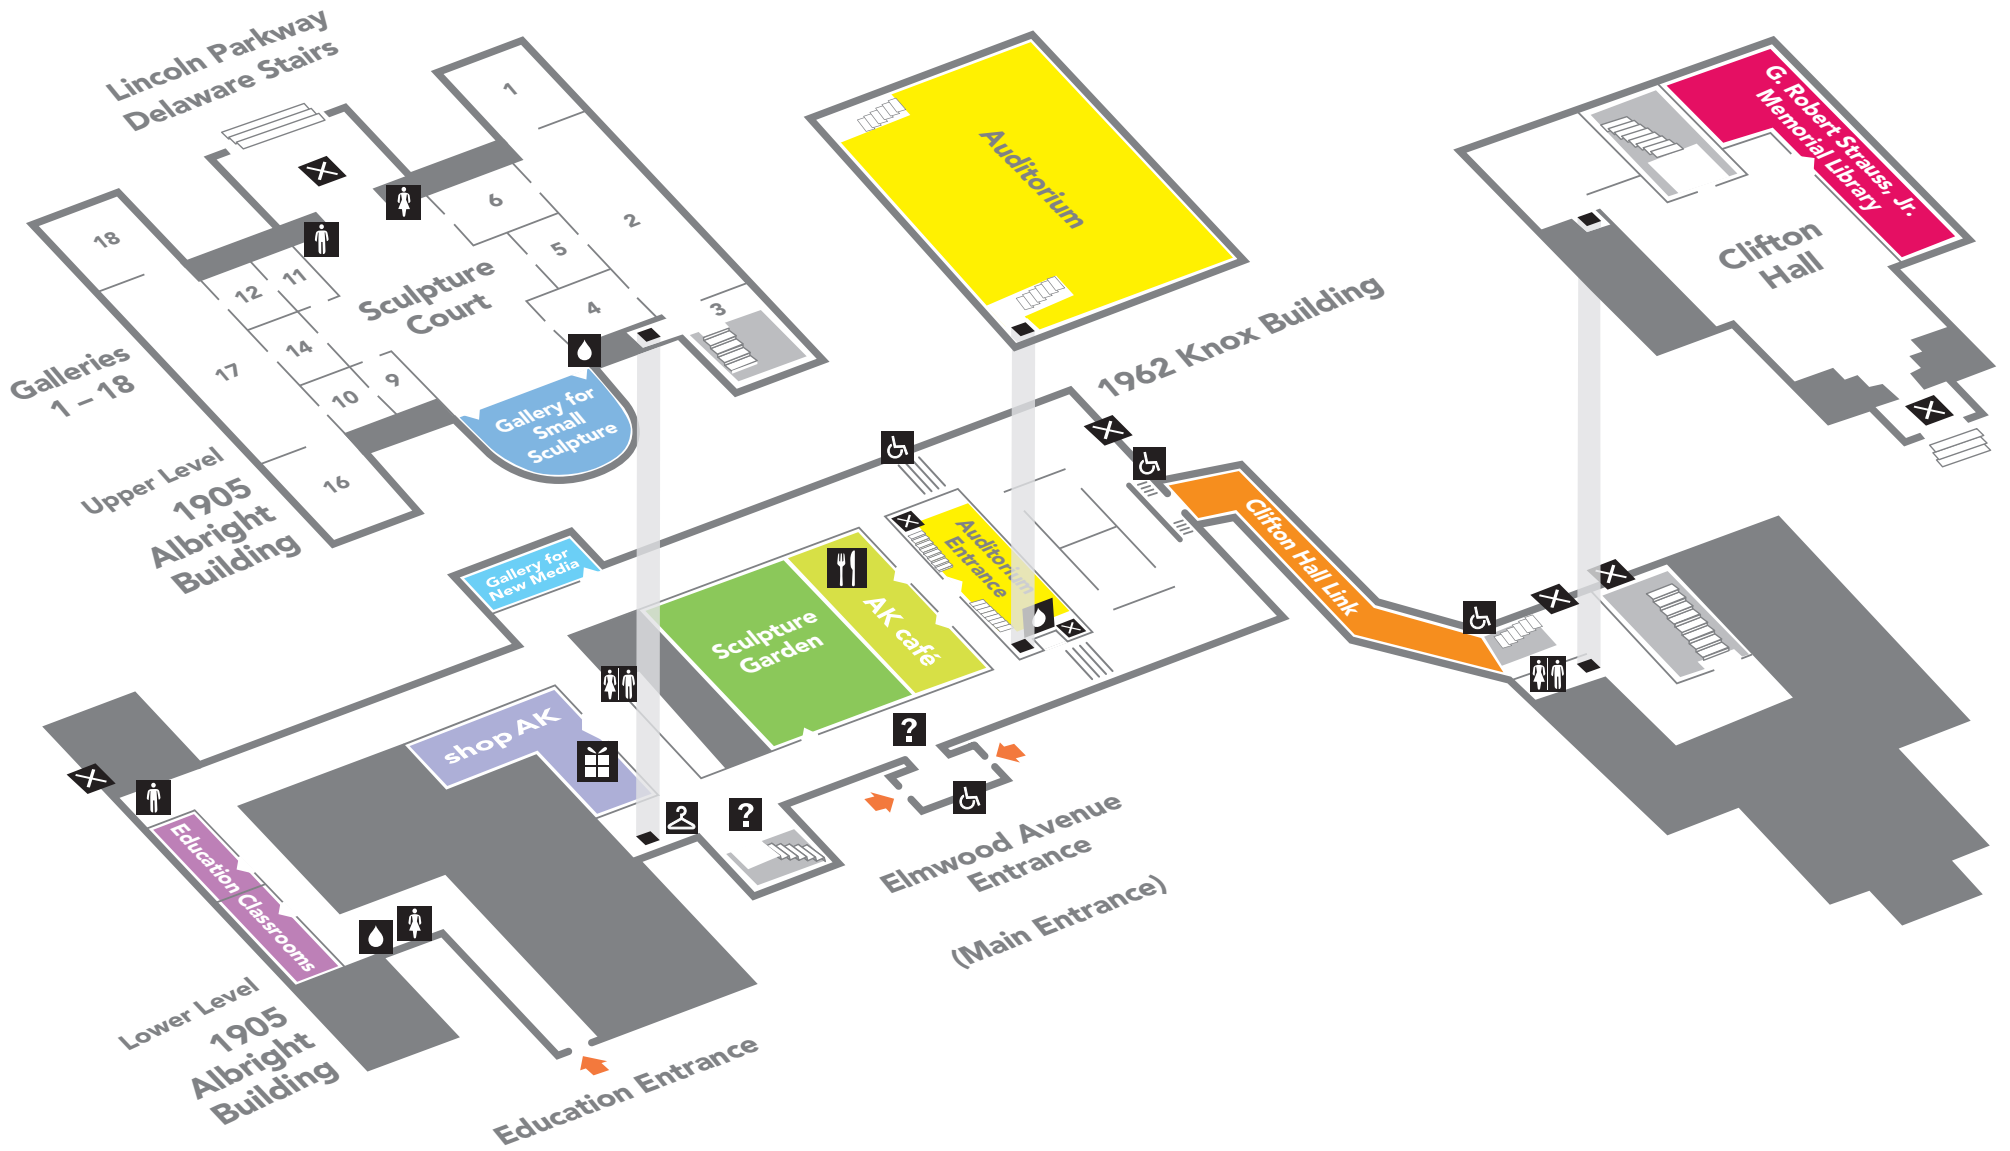 Lincoln Parkway
Delaware Stairs
1
2
3
4
5
6
Sculpture
Court
18
12
11
14
17
10
9
16
Galleries
1 – 18
Gallery for
Small
Sculpture
Upper Level
1905
Albright
Building
Auditorium
1962 Knox Building
G. Robert Strauss, Jr.
Memorial Library
Clifton
Hall
Gallery for
New Media
Auditorium
Entrance
Clifton Hall Link
Sculpture
Garden
AK café
shop AK
?
?
Elmwood Avenue
Entrance
(Main Entrance)
Education Classrooms
Lower Level
1905
Albright
Building
Education Entrance